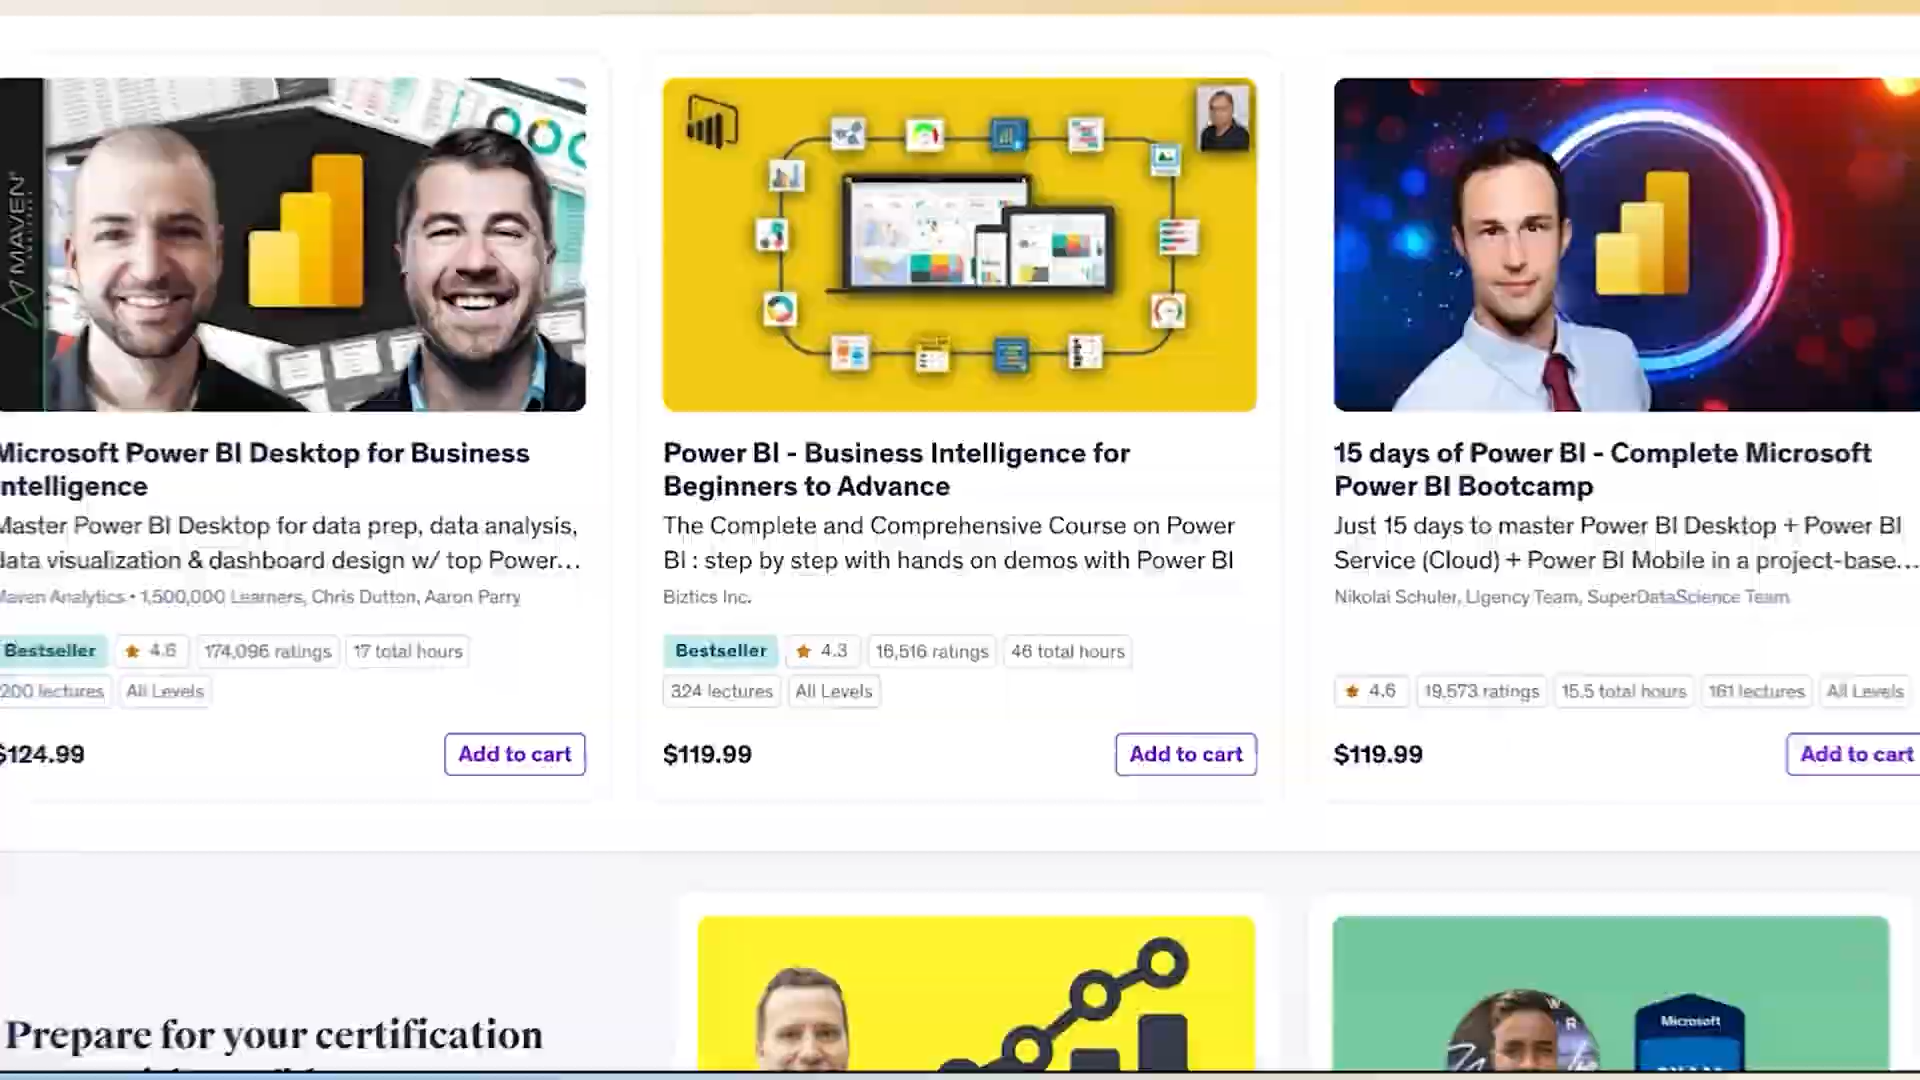 MAVEN
Microsoft Power BI Desktop for Business
ntelligence
Master Power BI Desktop for data prep, data analysis,
data visualization & dashboard design w/ top Power...
Maven Analytics • 1,500,000 Learners, Chris Dutton, Aaron Parry
Bestseller 4.6 174,096 ratings 17 total hours
200 lectures All Levels
$124.99 Add to cart
Power BI - Business Intelligence for
Beginners to Advance
The Complete and Comprehensive Course on Power
BI : step by step with hands on demos with Power BI
Biztics Inc.
Bestseller 4.3 16,516 ratings 46 total hours
324 lectures All Levels
$119.99 Add to cart
15 days of Power BI - Complete Microsoft
Power BI Bootcamp
Just 15 days to master Power BI Desktop + Power BI
Service (Cloud) + Power BI Mobile in a project-base...
Nikolai Schuler, Ligency Team, SuperDataScience Team
4.6 19,573 ratings 15.5 total hours 161 lectures All Levels
$119.99 Add to cart
Prepare for your certification
Microsoft